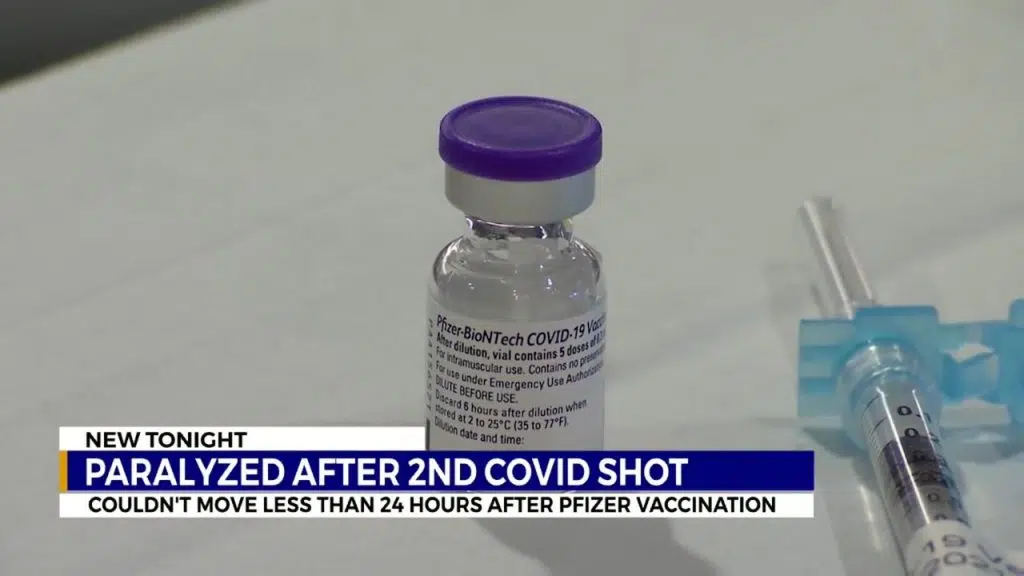 Pfizer-BioNTech COVID-19
After dilution, vial contains 5 doses of
For intramuscular use. Contains no
For use under Emergency Use
DILUTE BEFORE USE.
Discard 6 hours after dilution when
stored at 2 to 25°C (35 to 77°F).
Dilution date and time:
NEW TONIGHT
PARALYZED AFTER 2ND COVID SHOT
COULDN'T MOVE LESS THAN 24 HOURS AFTER PFIZER VACCINATION